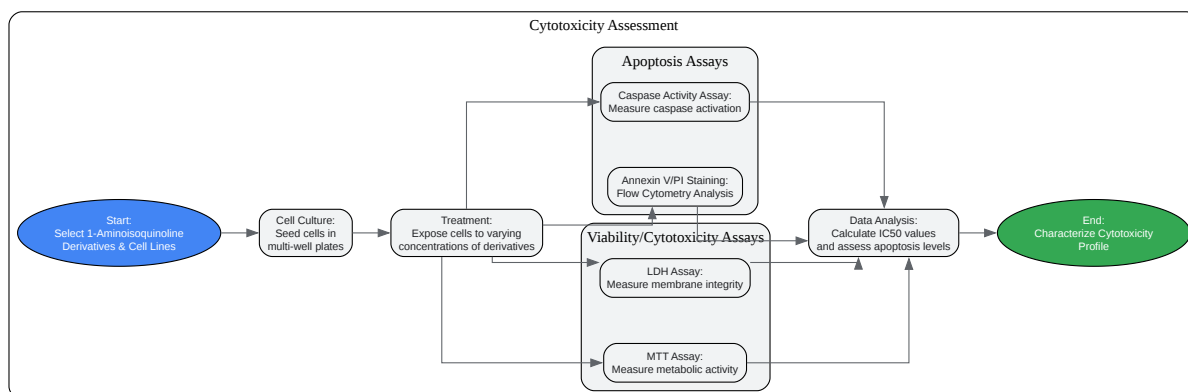 Cytotoxicity Assessment
Apoptosis Assays
Caspase Activity Assay:
Measure caspase activation
Annexin V/PI Staining:
Flow Cytometry Analysis
Start:
Select 1-Aminoisoquinoline
Derivatives & Cell Lines
Cell Culture:
Seed cells in
multi-well plates
Treatment:
Expose cells to varying
concentrations of derivatives
Viability/Cytotoxicity Assays
LDH Assay:
Measure membrane integrity
MTT Assay:
Measure metabolic activity
Data Analysis:
Calculate IC50 values
and assess apoptosis levels
End:
Characterize Cytotoxicity
Profile